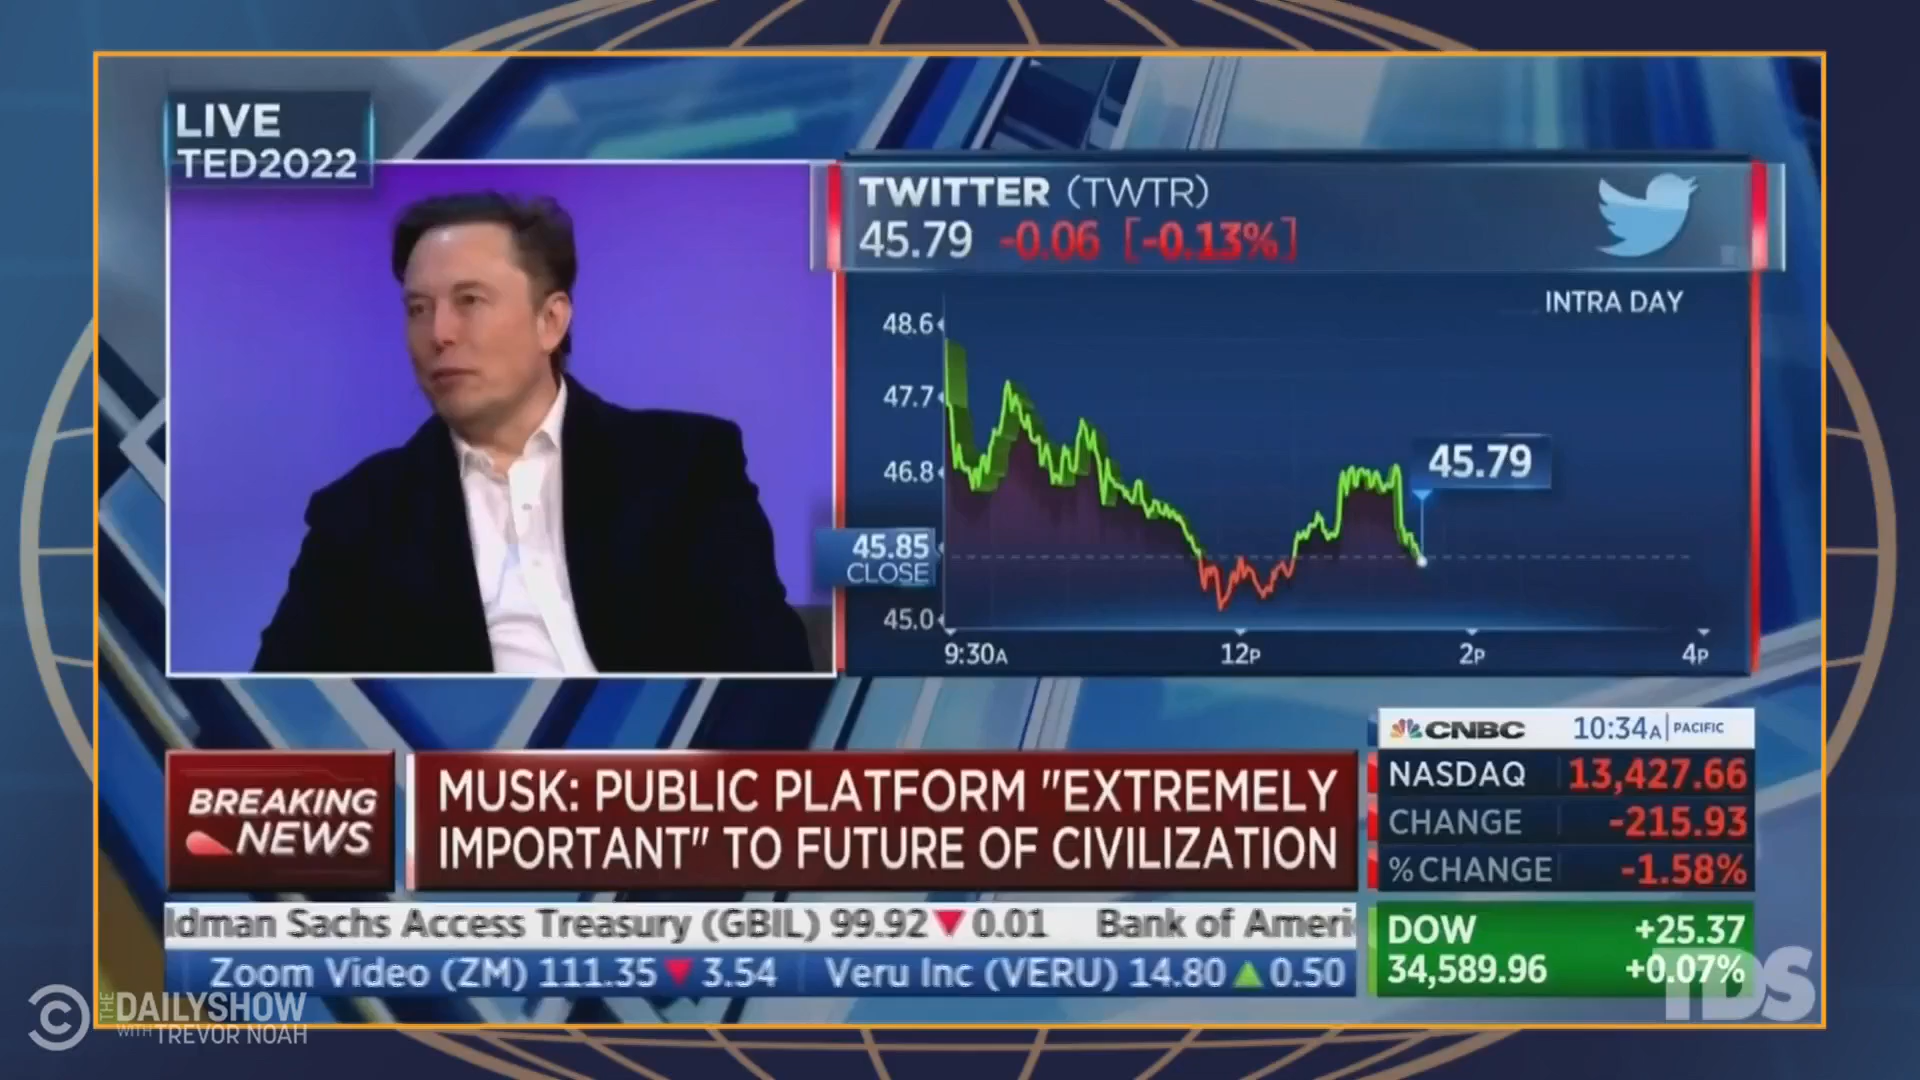 LIVE
TED2022
TWITTER (TWTR)
45.79 -0.06 [-0.13%]
INTRA DAY
48.6
47.7
46.8
45.79
45.85
CLOSE
45.0
9:30A 12P 2P 4P
CNBC 10:34A PACIFIC
BREAKING
NEWS
MUSK: PUBLIC PLATFORM "EXTREMELY
IMPORTANT" TO FUTURE OF CIVILIZATION
NASDAQ 13,427.66
CHANGE -215.93
% CHANGE -1.58%
ldman Sachs Access Treasury (GBIL) 99.92 ▼ 0.01 Bank of Ameri
Zoom Video (ZM) 111.35 ▼ 3.54 Veru Inc (VERU) 14.80 ▲ 0.50
DOW +25.37
34,589.96 +0.07%
TDS
THE DAILY SHOW
WITH TREVOR NOAH